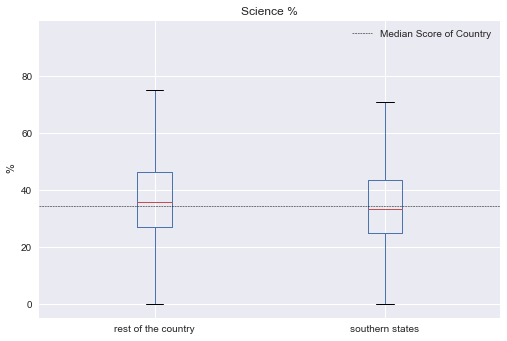 Science %
Median Score of Country
80
60
40
20
0
%
rest of the country
southern states